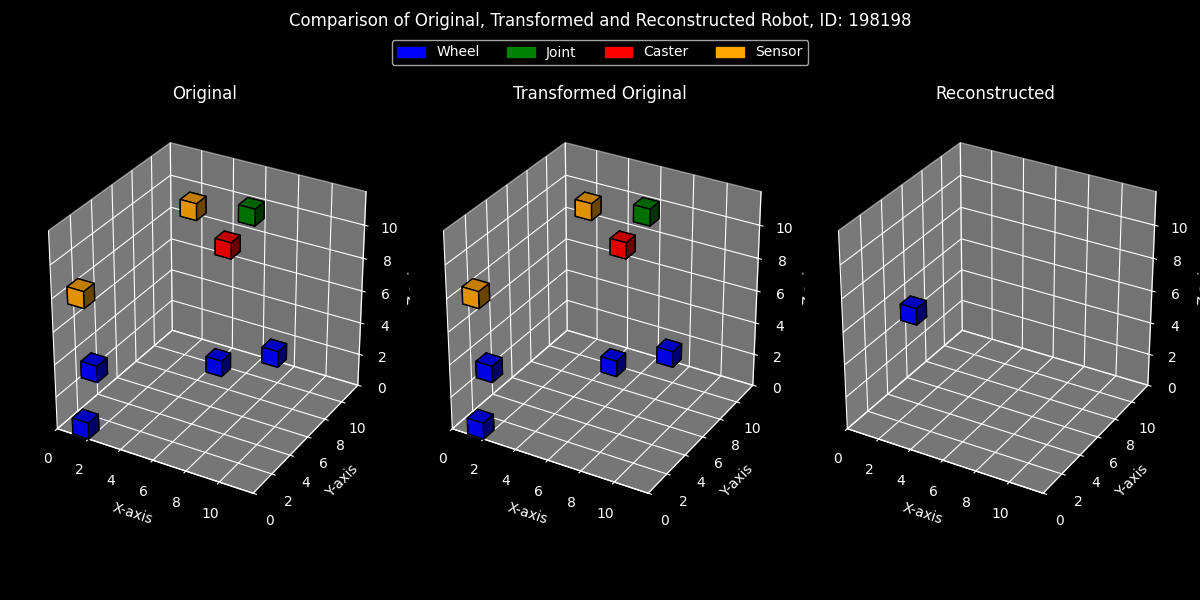 Comparison of Original, Transformed and Reconstructed Robot, ID: 198198
Wheel Joint Caster Sensor
Original Transformed Original Reconstructed
10 10 10
8 8 8
6 6 6
4 4 4
2 2 2
0 0 0
10 10 10
8 8 8
6 6 6
4 4 4
2 2 2
0 0 0
0 2 4 6 8 10 0 2 4 6 8 10 0 2 4 6 8 10
X-axis Y-axis X-axis Y-axis X-axis Y-axis